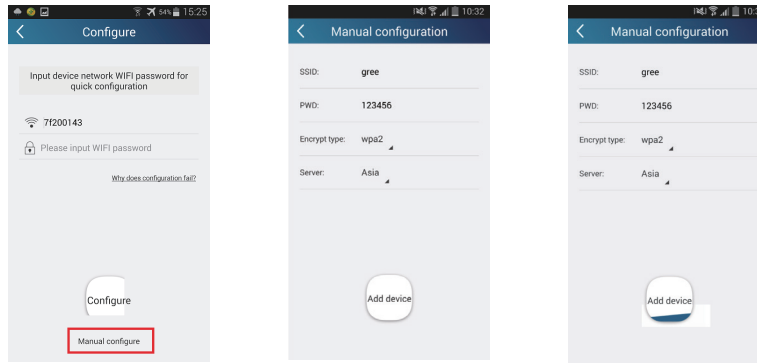 54% 15:25
Configure
Input device network WIFI password for
quick configuration
7f200143
Please input WIFI password
Why does configuration fail?
Configure
Manual configure
10:32
Manual configuration
SSID: gree
PWD: 123456
Encrypt type: wpa2
Server: Asia
Add device
Manual configuration
SSID: gree
PWD: 123456
Encrypt type: wpa2
Server: Asia
Add device